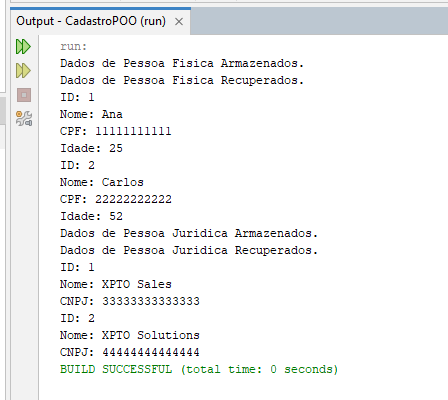 Output - CadastroPOO (run)
run:
Dados de Pessoa Fisica Armazenados.
Dados de Pessoa Fisica Recuperados.
ID: 1
Nome: Ana
CPF: 11111111111
Idade: 25
ID: 2
Nome: Carlos
CPF: 22222222222
Idade: 52
Dados de Pessoa Juridica Armazenados.
Dados de Pessoa Juridica Recuperados.
ID: 1
Nome: XPTO Sales
CNPJ: 33333333333333
ID: 2
Nome: XPTO Solutions
CNPJ: 44444444444444
BUILD SUCCESSFUL (total time: 0 seconds)